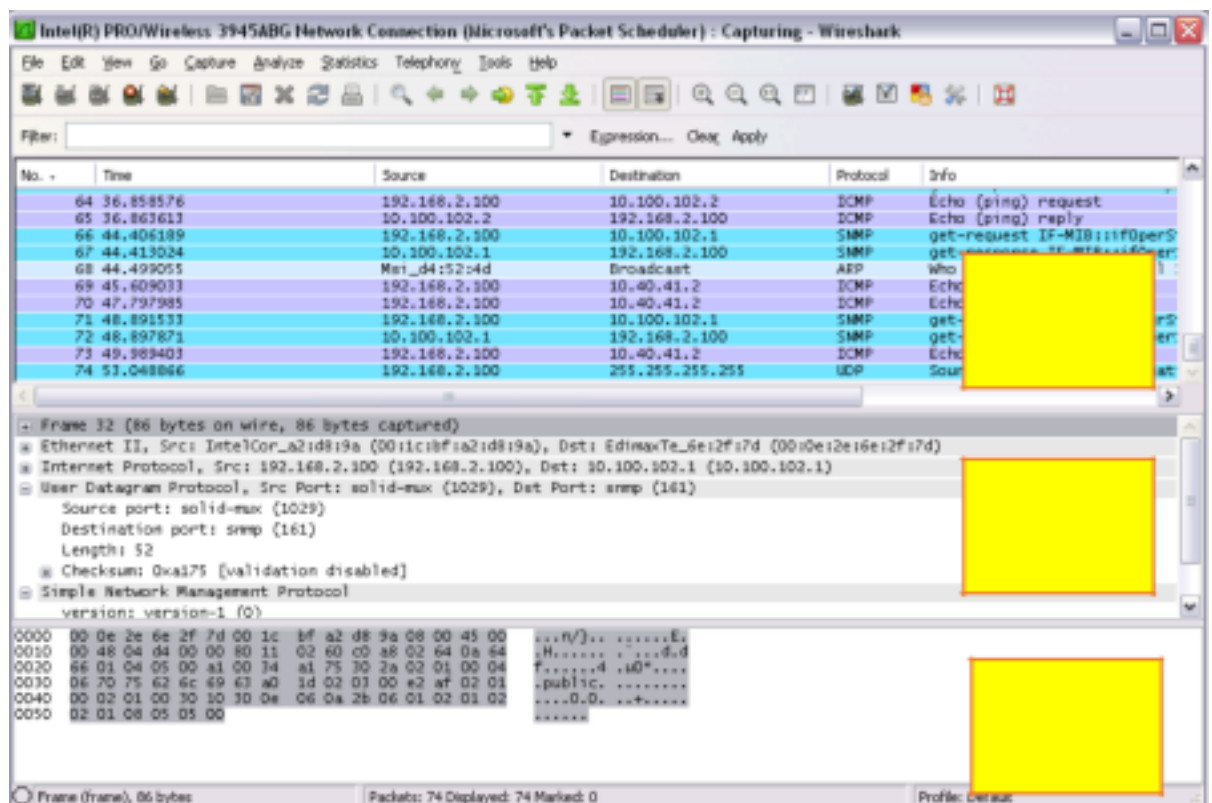 Intel(R) PRO/Wireless 3945ABG Network Connection (Microsoft's Packet Scheduler) : Capturing - Wireshark
File Edit View Go Capture Analyze Statistics Telephony Tools Help
Filter: Expression... Clear Apply
No. . Time Source Destination Protocol Info
64 36.858576 192.168.2.100 10.100.102.2 ICMP Echo (ping) request
65 36.863613 10.100.102.2 192.168.2.100 ICMP Echo (ping) reply
66 44.406189 192.168.2.100 10.100.102.1 SNMP get-request IF-MIB::ifOperS
67 44.413024 10.100.102.1 192.168.2.100 SNMP get-response IF-MIB::ifOper
68 44.499055 Msi_d4:52:4d Broadcast ARP Who
69 45.609033 192.168.2.100 10.40.41.2 ICMP Echo
70 47.797985 192.168.2.100 10.40.41.2 ICMP Echo
71 48.891533 192.168.2.100 10.100.102.1 SNMP get-
72 48.897871 10.100.102.1 192.168.2.100 SNMP get-
73 49.989403 192.168.2.100 10.40.41.2 ICMP Echo
74 53.048866 192.168.2.100 255.255.255.255 UDP Sour
Frame 32 (86 bytes on wire, 86 bytes captured)
Ethernet II, Src: IntelCor_a2:d8:9a (00:1c:bf:a2:d8:9a), Dst: EdimaxTe_6e:2f:7d (00:0e:2e:6e:2f:7d)
Internet Protocol, Src: 192.168.2.100 (192.168.2.100), Dst: 10.100.102.1 (10.100.102.1)
User Datagram Protocol, Src Port: solid-mux (1029), Dst Port: snmp (161)
Source port: solid-mux (1029)
Destination port: snmp (161)
Length: 52
Checksum: 0xa175 [validation disabled]
Simple Network Management Protocol
version: version-1 (0)
0000 00 0e 2e 6e 2f 7d 00 1c bf a2 d8 9a 08 00 45 00 ...n/}.. ......E.
0010 00 48 04 d4 00 00 80 11 02 60 c0 a8 02 64 0a 64 .H...... .`...d.d
0020 66 01 04 05 00 a1 00 34 a1 75 30 2a 02 01 00 04 f......4 .u0*....
0030 06 70 75 62 6c 69 63 a0 1d 02 03 00 e2 af 02 01 .public. ........
0040 00 02 01 00 30 10 30 0e 06 0a 2b 06 01 02 01 02 ....0.0. ..+.....
0050 02 01 08 05 05 00 ......
Frame (frame), 86 bytes Packets: 74 Displayed: 74 Marked: 0 Profile: Default